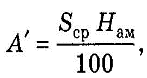 A′ = S_ср H_ам / 100,